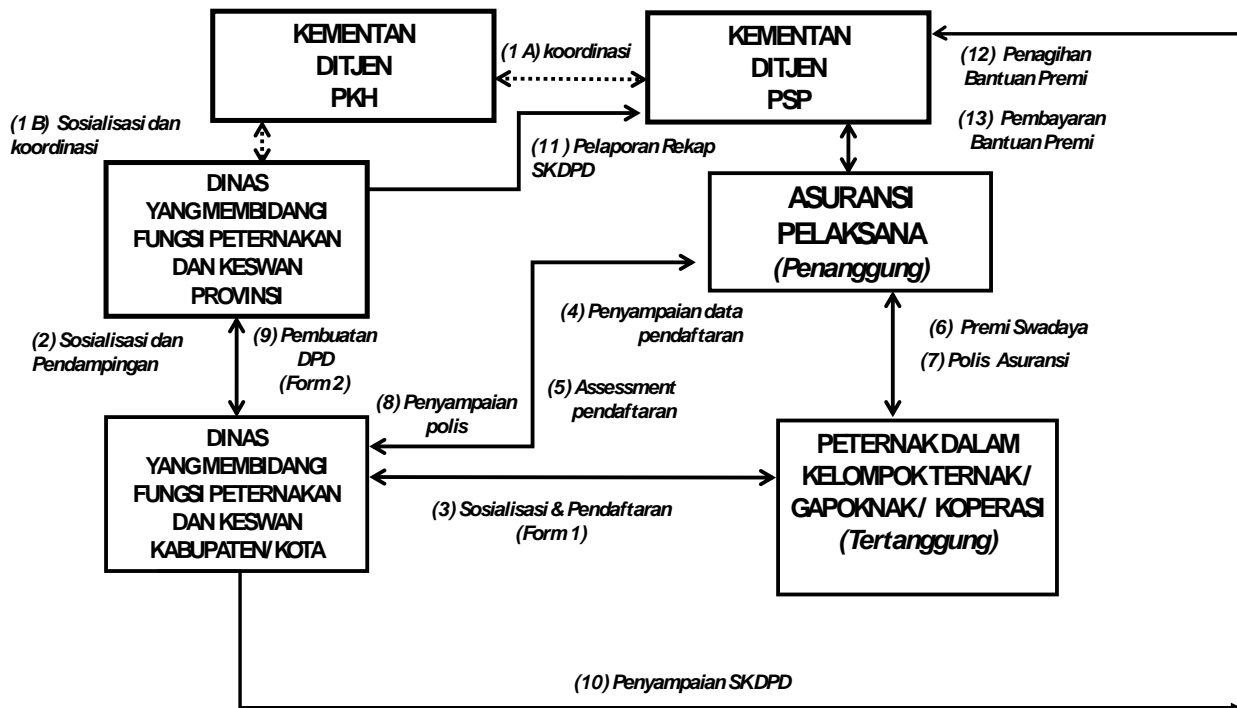 KEMENTAN
DITJEN
PKH
(1 A) koordinasi
KEMENTAN
DITJEN
PSP
(12) Penagihan
Bantuan Premi
(13) Pembayaran
Bantuan Premi
(1 B) Sosialisasi dan
koordinasi
(11) Pelaporan Rekap
SKDPD
DINAS
YANG MEMBIDANGI
FUNGSI PETERNAKAN
DAN KESWAN
PROVINSI
ASURANSI
PELAKSANA
(Penanggung)
(2) Sosialisasi dan
Pendampingan
(9) Pembuatan
DPD
(Form 2)
(4) Penyampaian data
pendaftaran
(6) Premi Swadaya
(7) Polis Asuransi
(8) Penyampaian
polis
(5) Assessment
pendaftaran
DINAS
YANG MEMBIDANGI
FUNGSI PETERNAKAN
DAN KESWAN
KABUPATEN/ KOTA
(3) Sosialisasi & Pendaftaran
(Form 1)
PETERNAK DALAM
KELOMPOK TERNAK /
GAPOKNAK / KOPERASI
(Tertanggung)
(10) Penyampaian SKDPD